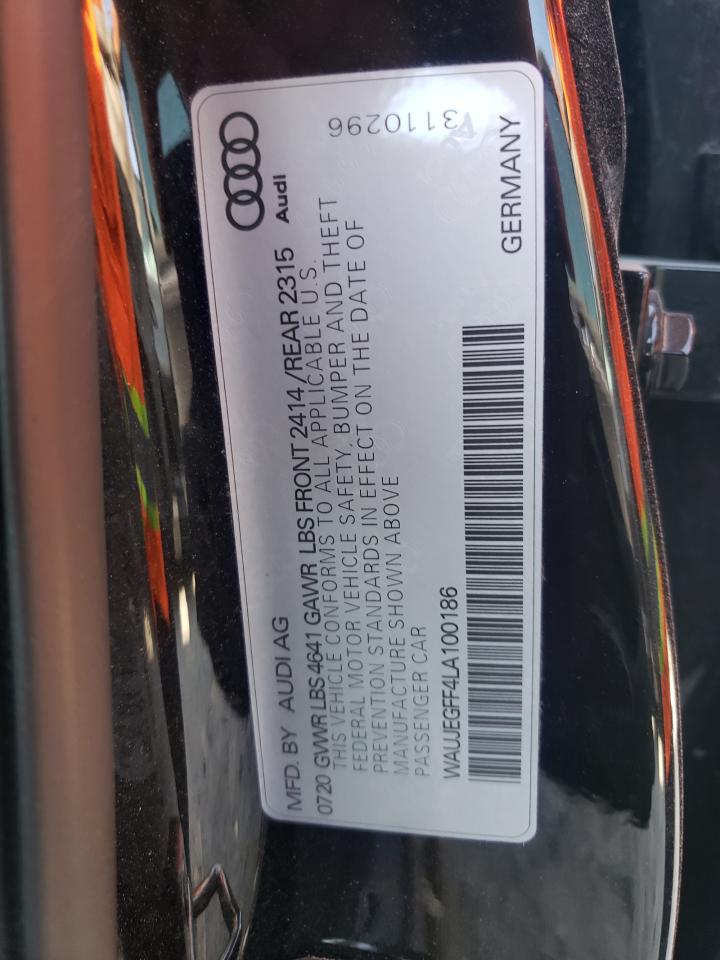 MFD. BY AUDI AG
0720 GVWR LBS 4641 GAWR LBS FRONT 2414/REAR 2315
THIS VEHICLE CONFORMS TO ALL APPLICABLE U.S.
FEDERAL MOTOR VEHICLE SAFETY, BUMPER AND THEFT
PREVENTION STANDARDS IN EFFECT ON THE DATE OF
MANUFACTURE SHOWN ABOVE
PASSENGER CAR
WAUJEGFF4LA100186
Audi
3110296
GERMANY